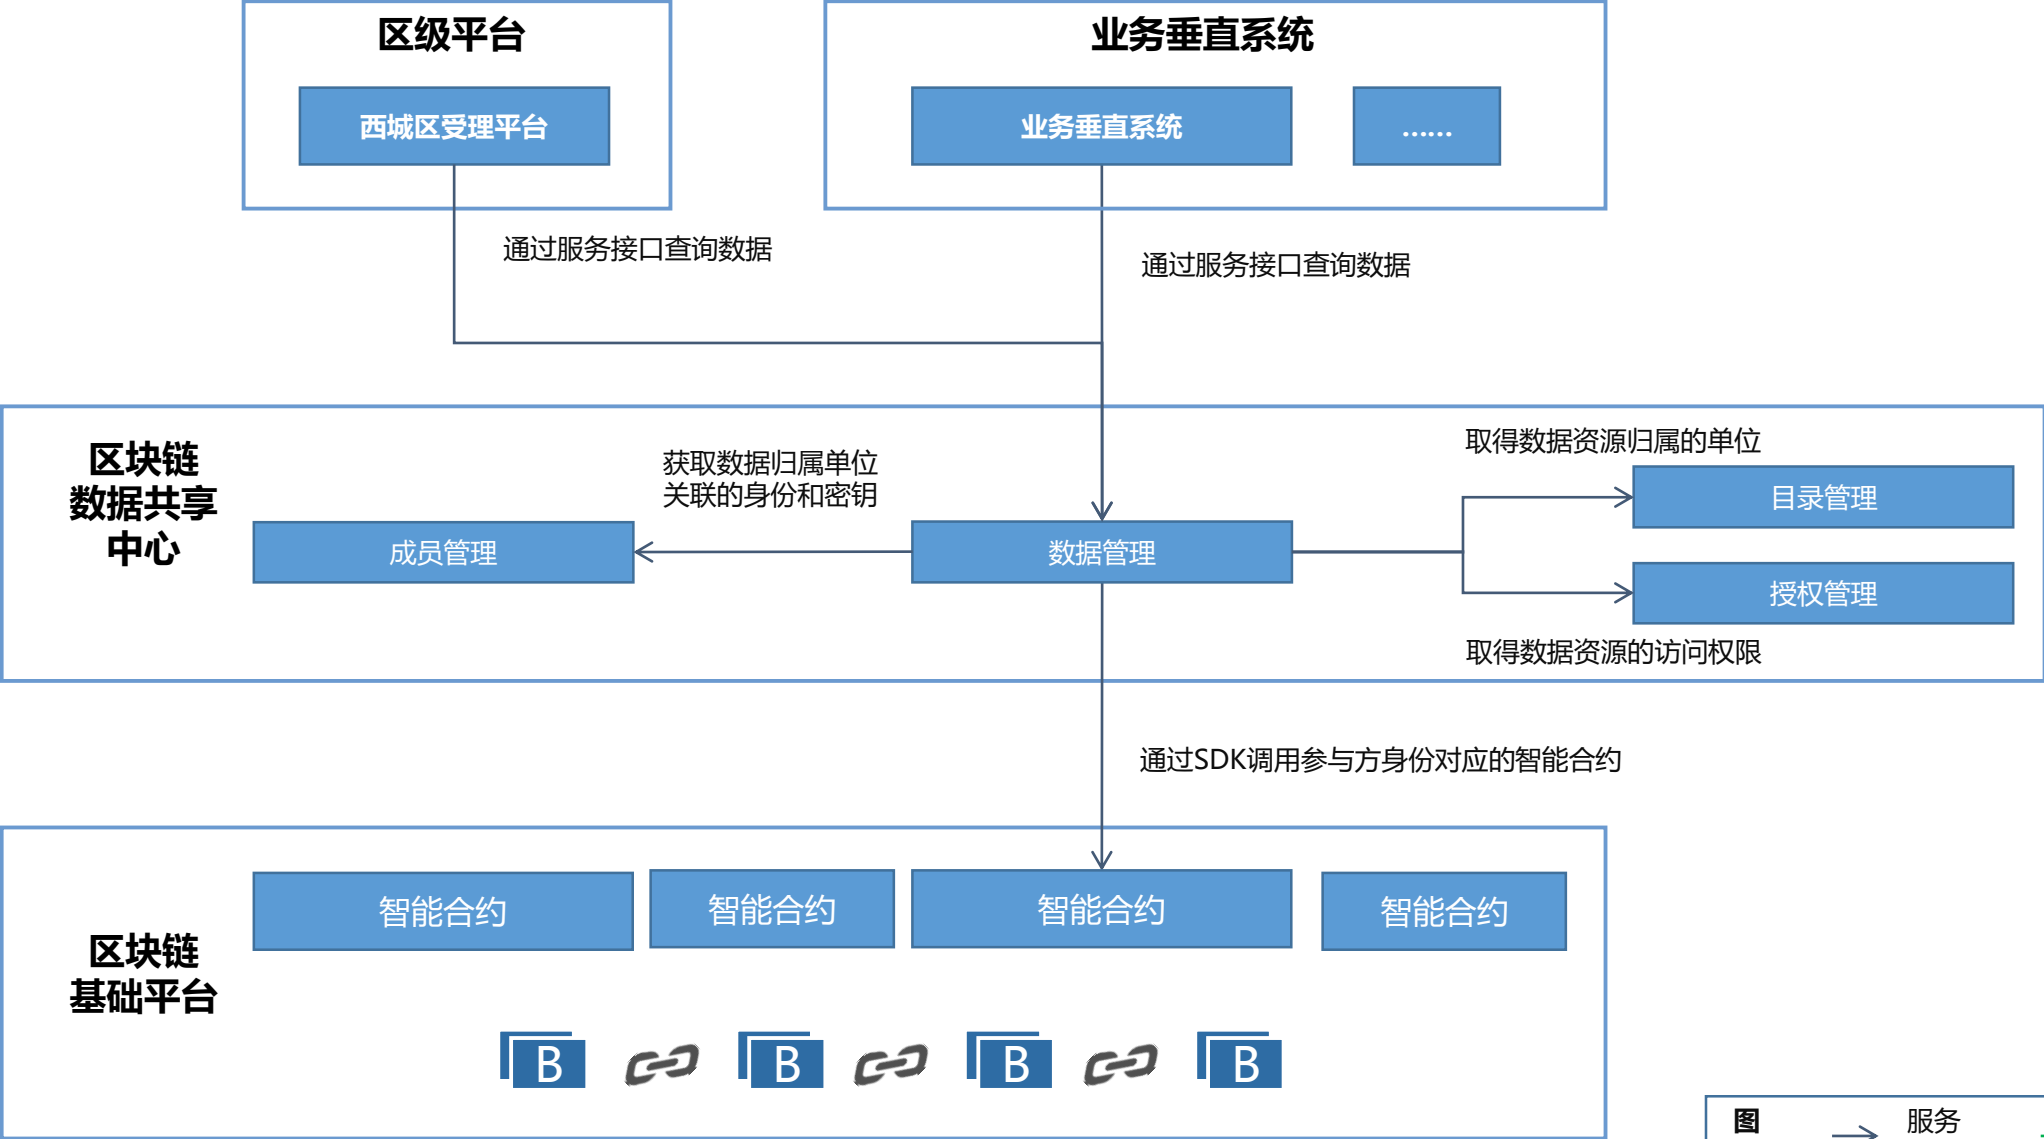 区级平台
业务垂直系统
西城区受理平台
业务垂直系统
......
通过服务接口查询数据
通过服务接口查询数据
区块链
数据共享
中心
获取数据归属单位
关联的身份和密钥
取得数据资源归属的单位
目录管理
成员管理
数据管理
授权管理
取得数据资源的访问权限
通过SDK调用参与方身份对应的智能合约
区块链
基础平台
智能合约
智能合约
智能合约
智能合约
B
B
B
B
图
服务